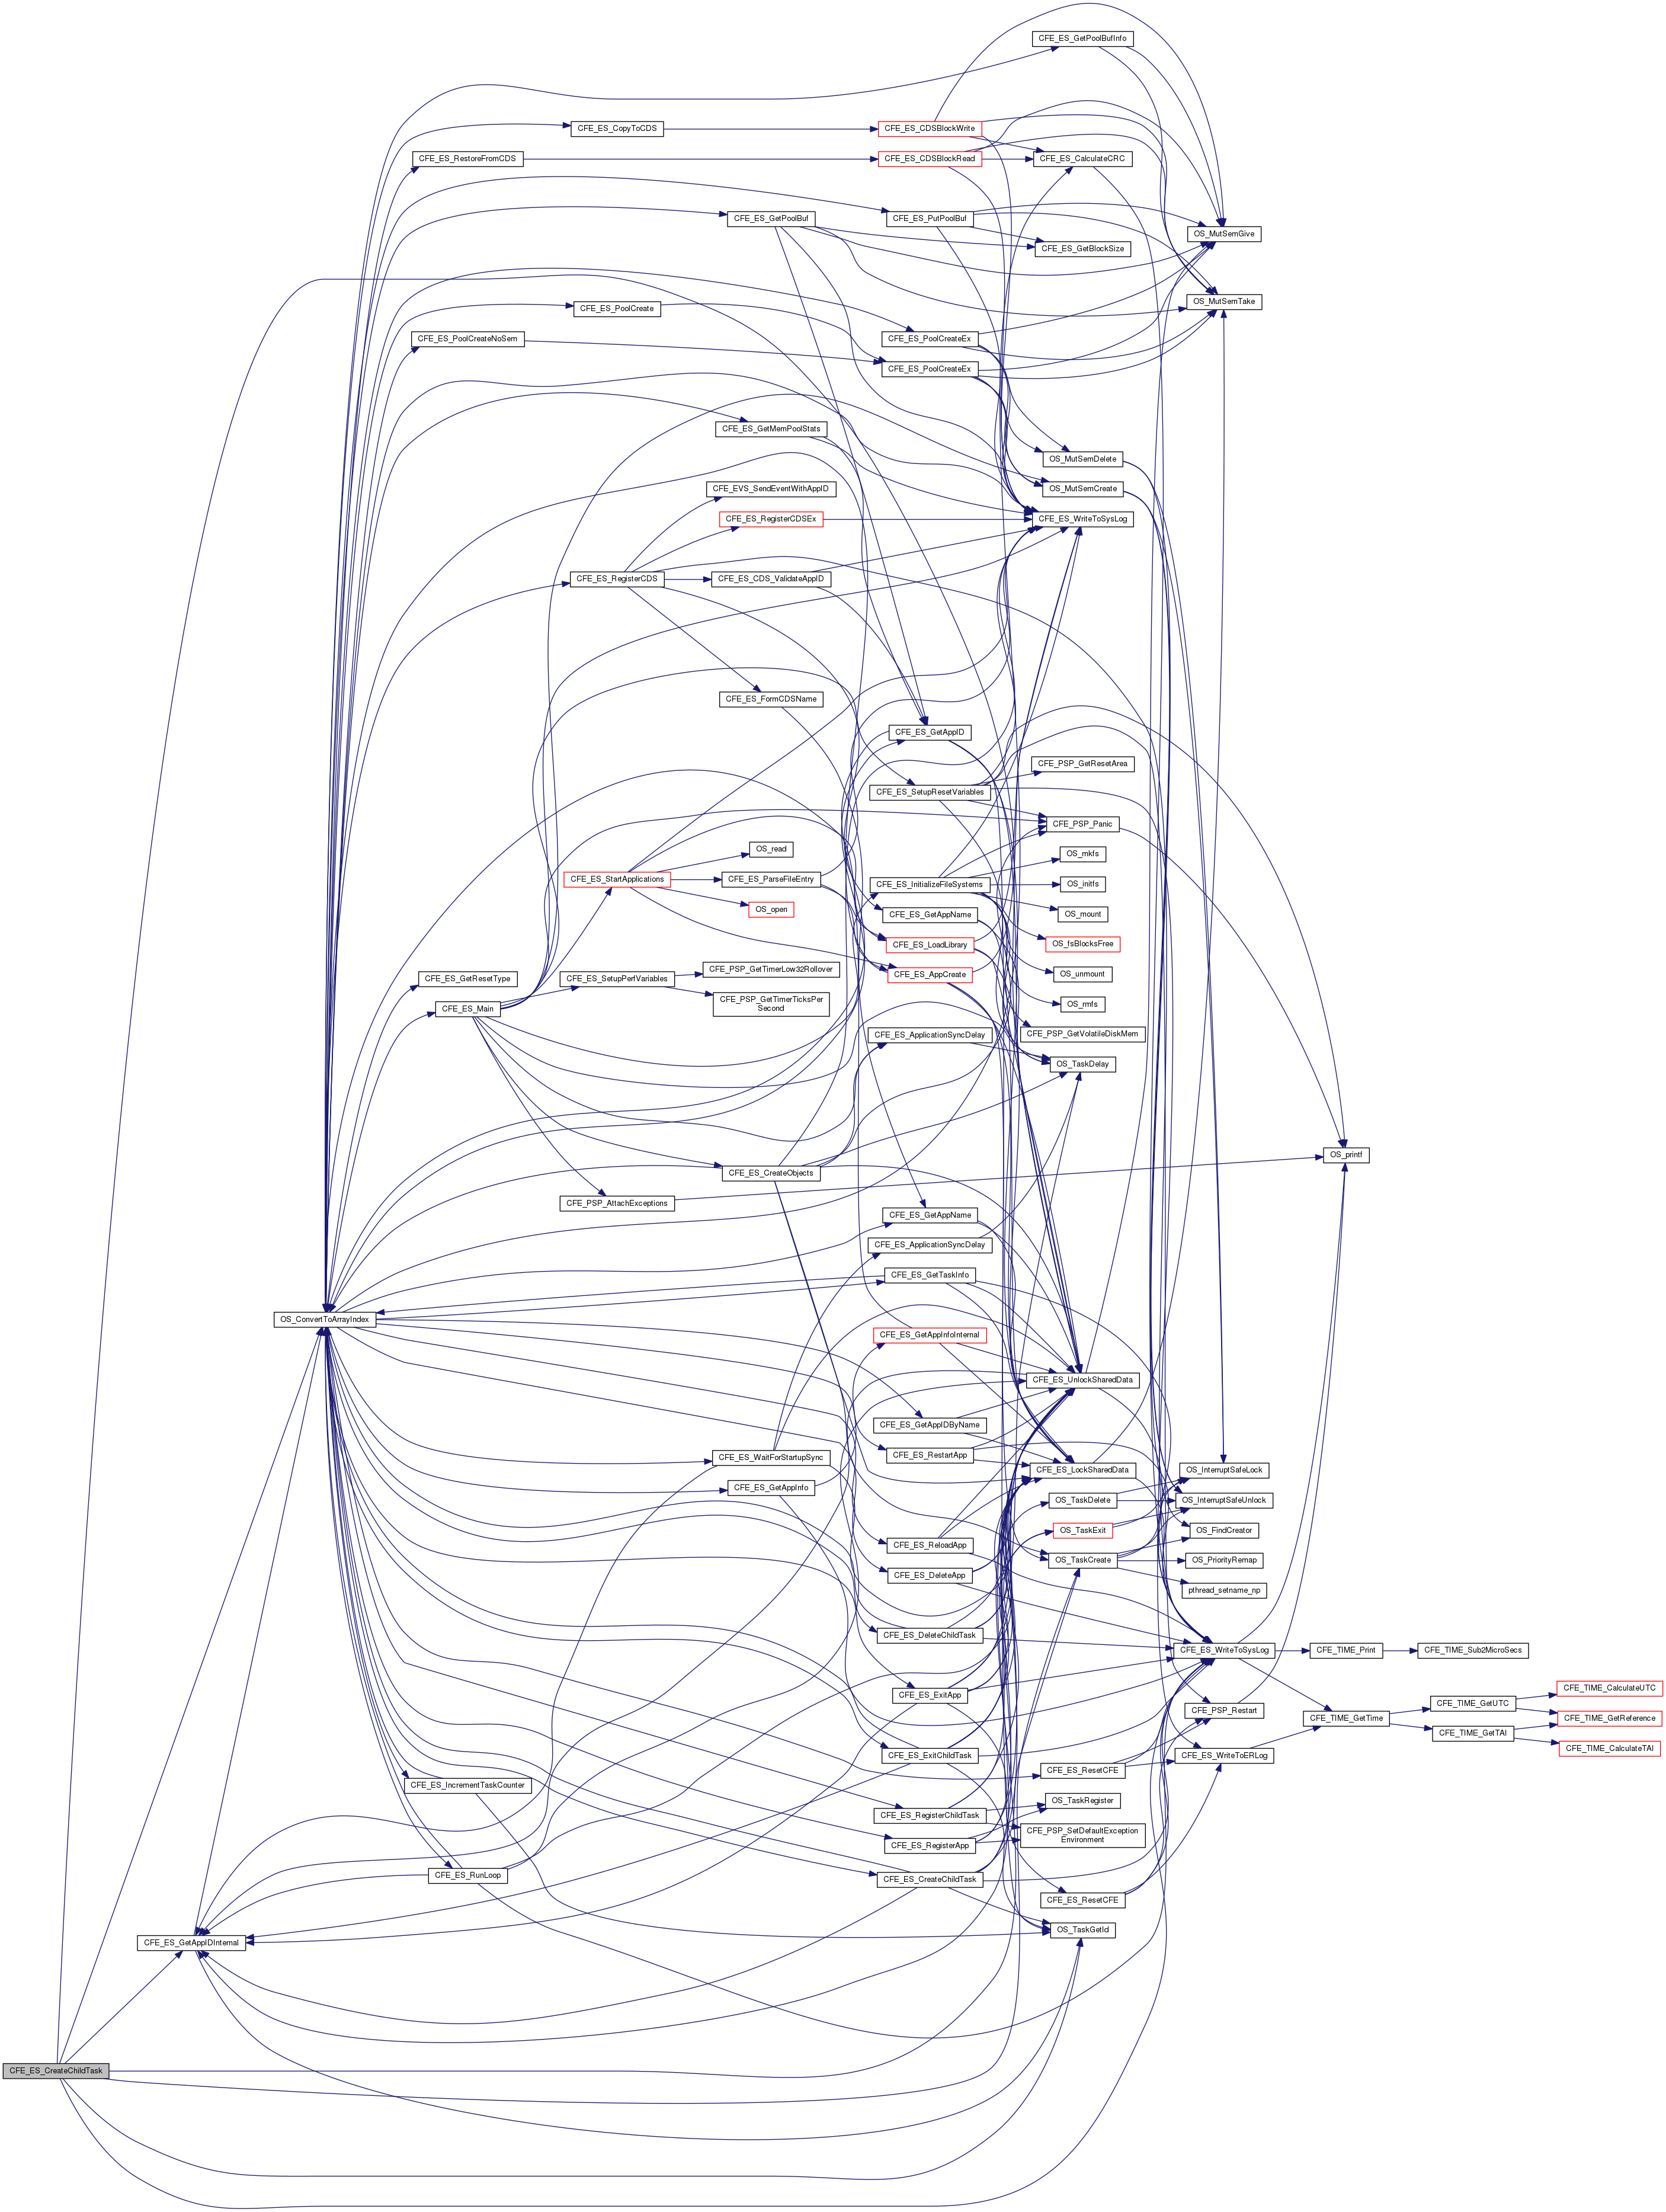 CFE_ES_GetPoolBufInfo
CFE_ES_CopyToCDS
CFE_ES_CDSBlockWrite
CFE_ES_RestoreFromCDS
CFE_ES_CDSBlockRead
CFE_ES_CalculateCRC
CFE_ES_GetPoolBuf
CFE_ES_PutPoolBuf
OS_MutSemGive
CFE_ES_GetBlockSize
OS_MutSemTake
CFE_ES_PoolCreate
CFE_ES_PoolCreateNoSem
CFE_ES_PoolCreateEx
CFE_ES_PoolCreateEx
CFE_ES_GetMemPoolStats
OS_MutSemDelete
CFE_EVS_SendEventWithAppID
OS_MutSemCreate
CFE_ES_RegisterCDSEx
CFE_ES_WriteToSysLog
CFE_ES_RegisterCDS
CFE_ES_CDS_ValidateAppID
CFE_ES_FormCDSName
CFE_ES_GetAppID
CFE_PSP_GetResetArea
CFE_ES_SetupResetVariables
CFE_PSP_Panic
OS_read
OS_mkfs
CFE_ES_StartApplications
CFE_ES_ParseFileEntry
CFE_ES_InitializeFileSystems
OS_initfs
OS_open
CFE_ES_GetAppName
OS_mount
CFE_ES_LoadLibrary
OS_fsBlocksFree
CFE_ES_GetResetType
CFE_ES_SetupPerfVariables
CFE_PSP_GetTimerLow32Rollover
CFE_ES_AppCreate
OS_unmount
CFE_ES_Main
CFE_PSP_GetTimerTicksPer
Second
OS_rmfs
CFE_ES_ApplicationSyncDelay
CFE_PSP_GetVolatileDiskMem
OS_TaskDelay
OS_printf
CFE_ES_CreateObjects
CFE_PSP_AttachExceptions
CFE_ES_GetAppName
CFE_ES_ApplicationSyncDelay
CFE_ES_GetTaskInfo
OS_ConvertToArrayIndex
CFE_ES_GetAppInfoInternal
CFE_ES_UnlockSharedData
CFE_ES_GetAppIDByName
CFE_ES_WaitForStartupSync
CFE_ES_RestartApp
CFE_ES_LockSharedData
OS_InterruptSafeLock
CFE_ES_GetAppInfo
OS_TaskDelete
OS_InterruptSafeUnlock
OS_TaskExit
OS_FindCreator
CFE_ES_ReloadApp
OS_TaskCreate
OS_PriorityRemap
CFE_ES_DeleteApp
pthread_setname_np
CFE_ES_DeleteChildTask
CFE_ES_WriteToSysLog
CFE_TIME_Print
CFE_TIME_Sub2MicroSecs
CFE_TIME_CalculateUTC
CFE_ES_ExitApp
CFE_TIME_GetUTC
CFE_PSP_Restart
CFE_TIME_GetTime
CFE_TIME_GetReference
CFE_TIME_GetTAI
CFE_TIME_CalculateTAI
CFE_ES_ExitChildTask
CFE_ES_WriteToERLog
CFE_ES_ResetCFE
CFE_ES_IncrementTaskCounter
OS_TaskRegister
CFE_ES_RegisterChildTask
CFE_PSP_SetDefaultException
Environment
CFE_ES_RegisterApp
CFE_ES_RunLoop
CFE_ES_CreateChildTask
CFE_ES_ResetCFE
OS_TaskGetId
CFE_ES_GetAppIDInternal
CFE_ES_CreateChildTask